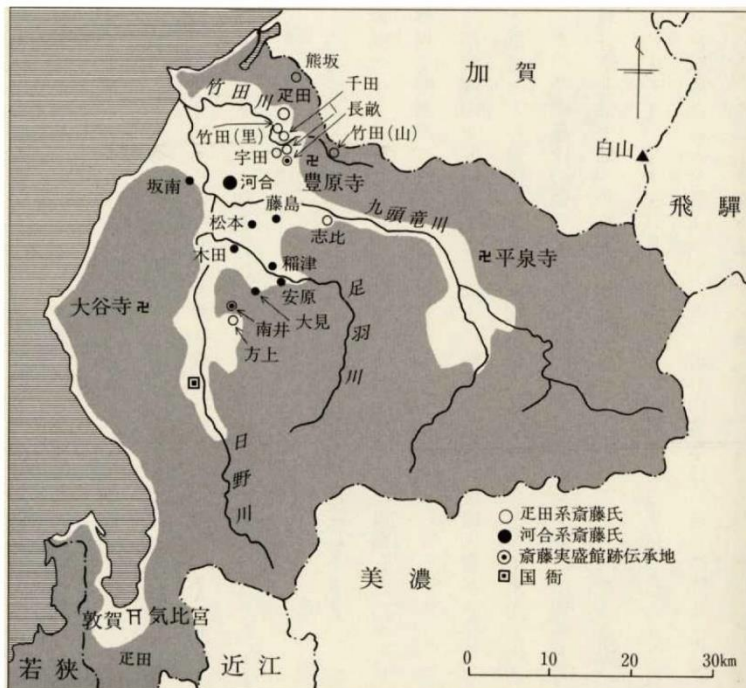 熊坂
加賀
千田
疋田
竹田川
長畝
竹田(里)
竹田(山)
宇田
白山
豊原寺
坂南
河合
飛驒
藤島
九頭竜川
松本
志比
木田
平泉寺
稲津
大谷寺
安原
足羽川
大見
南井
方上
日野川
疋田系斎藤氏
河合系斎藤氏
斎藤実盛館跡伝承地
国衙
美濃
敦賀
気比宮
疋田
若狭
近江
0 10 20 30km